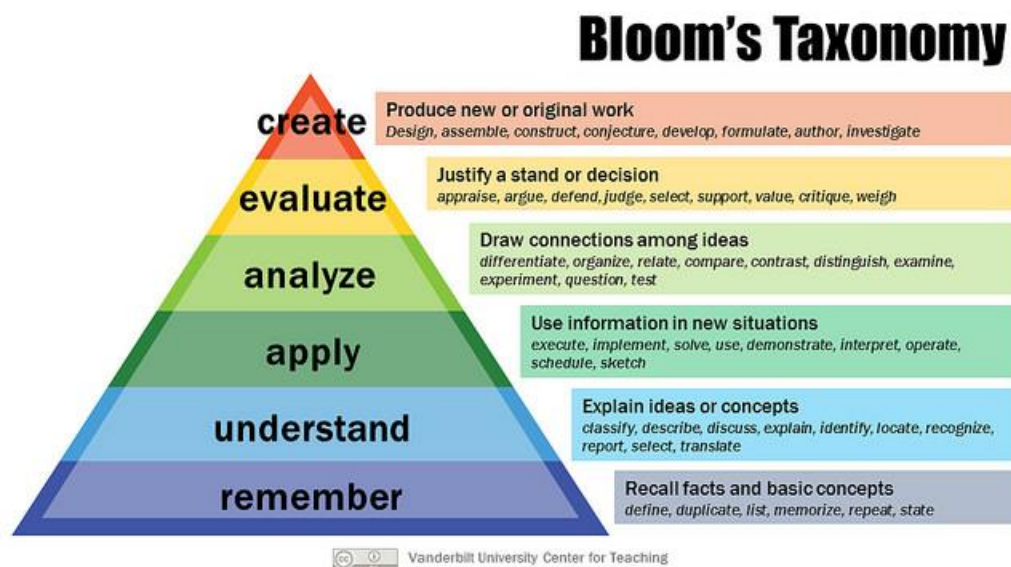 Bloom's Taxonomy
create
Produce new or original work
Design, assemble, construct, conjecture, develop, formulate, author, investigate
evaluate
Justify a stand or decision
appraise, argue, defend, judge, select, support, value, critique, weigh
analyze
Draw connections among ideas
differentiate, organize, relate, compare, contrast, distinguish, examine,
experiment, question, test
apply
Use information in new situations
execute, implement, solve, use, demonstrate, interpret, operate,
schedule, sketch
understand
Explain ideas or concepts
classify, describe, discuss, explain, identify, locate, recognize,
report, select, translate
remember
Recall facts and basic concepts
define, duplicate, list, memorize, repeat, state
cc
Vanderbilt University Center for Teaching